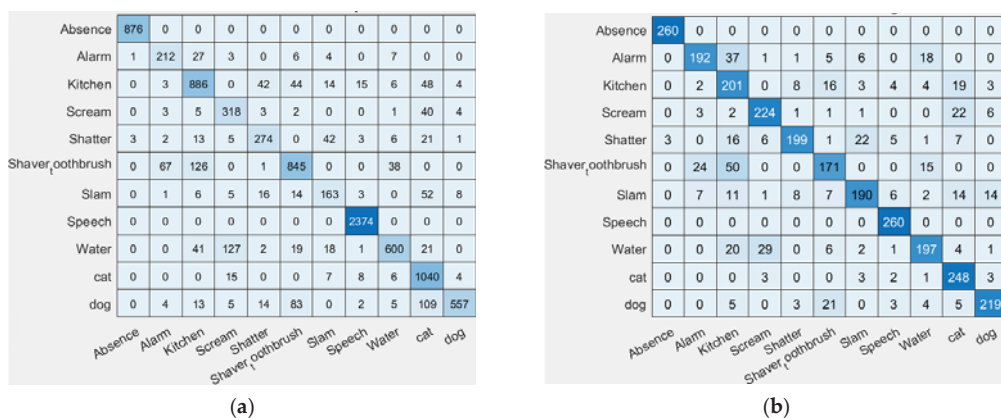 Absence 876 0 0 0 0 0 0 0 0 0 0
Alarm 1 212 27 3 0 6 4 0 7 0 0
Kitchen 0 3 886 0 42 44 14 15 6 48 4
Scream 0 3 5 318 3 2 0 0 1 40 4
Shatter 3 2 13 5 274 0 42 3 6 21 1
Shaver_toothbrush 0 67 126 0 1 845 0 0 38 0 0
Slam 0 1 6 5 16 14 163 3 0 52 8
Speech 0 0 0 0 0 0 0 2374 0 0 0
Water 0 0 41 127 2 19 18 1 600 21 0
cat 0 0 0 15 0 0 7 8 6 1040 4
dog 0 4 13 5 14 83 0 2 5 109 557
Absence Alarm Kitchen Scream Shatter Shaver_toothbrush Slam Speech Water cat dog
(a)
Absence 260 0 0 0 0 0 0 0 0 0 0
Alarm 0 192 37 1 1 5 6 0 18 0 0
Kitchen 0 2 201 0 8 16 3 4 4 19 3
Scream 0 3 2 224 1 1 1 0 0 22 6
Shatter 3 0 16 6 199 0 22 5 1 7 0
Shaver_toothbrush 0 24 50 0 0 171 0 0 15 0 0
Slam 0 7 11 1 8 7 190 6 2 14 14
Speech 0 0 0 0 0 0 0 260 0 0 0
Water 0 0 20 29 0 6 2 1 197 4 1
cat 0 0 0 3 0 0 3 2 1 248 3
dog 0 0 5 0 3 21 0 3 4 5 219
Absence Alarm Kitchen Scream Shatter Shaver_toothbrush Slam Speech Water cat dog
(b)